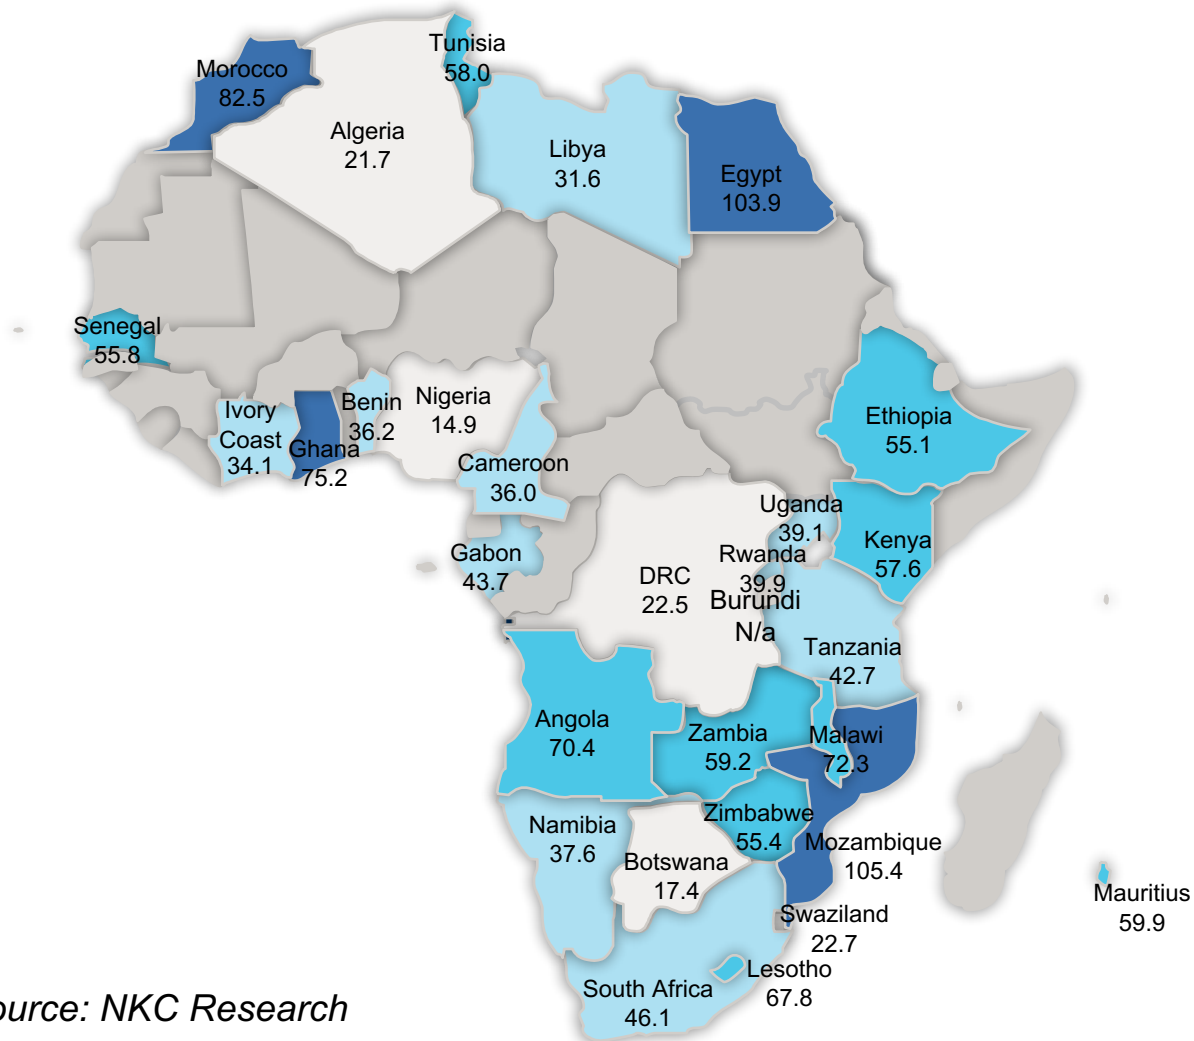 Tunisia
58.0
Morocco
82.5
Algeria
21.7
Libya
31.6
Egypt
103.9
Senegal
55.8
Ivory
Coast
34.1
Ghana
75.2
Benin
36.2
Nigeria
14.9
Cameroon
36.0
Ethiopia
55.1
Uganda
39.1
Kenya
57.6
Gabon
43.7
Rwanda
39.9
DRC
22.5
Burundi
N/a
Tanzania
42.7
Angola
70.4
Zambia
59.2
Malawi
72.3
Zimbabwe
55.4
Mozambique
105.4
Namibia
37.6
Botswana
17.4
Mauritius
59.9
Swaziland
22.7
Lesotho
67.8
South Africa
46.1
ource: NKC Research